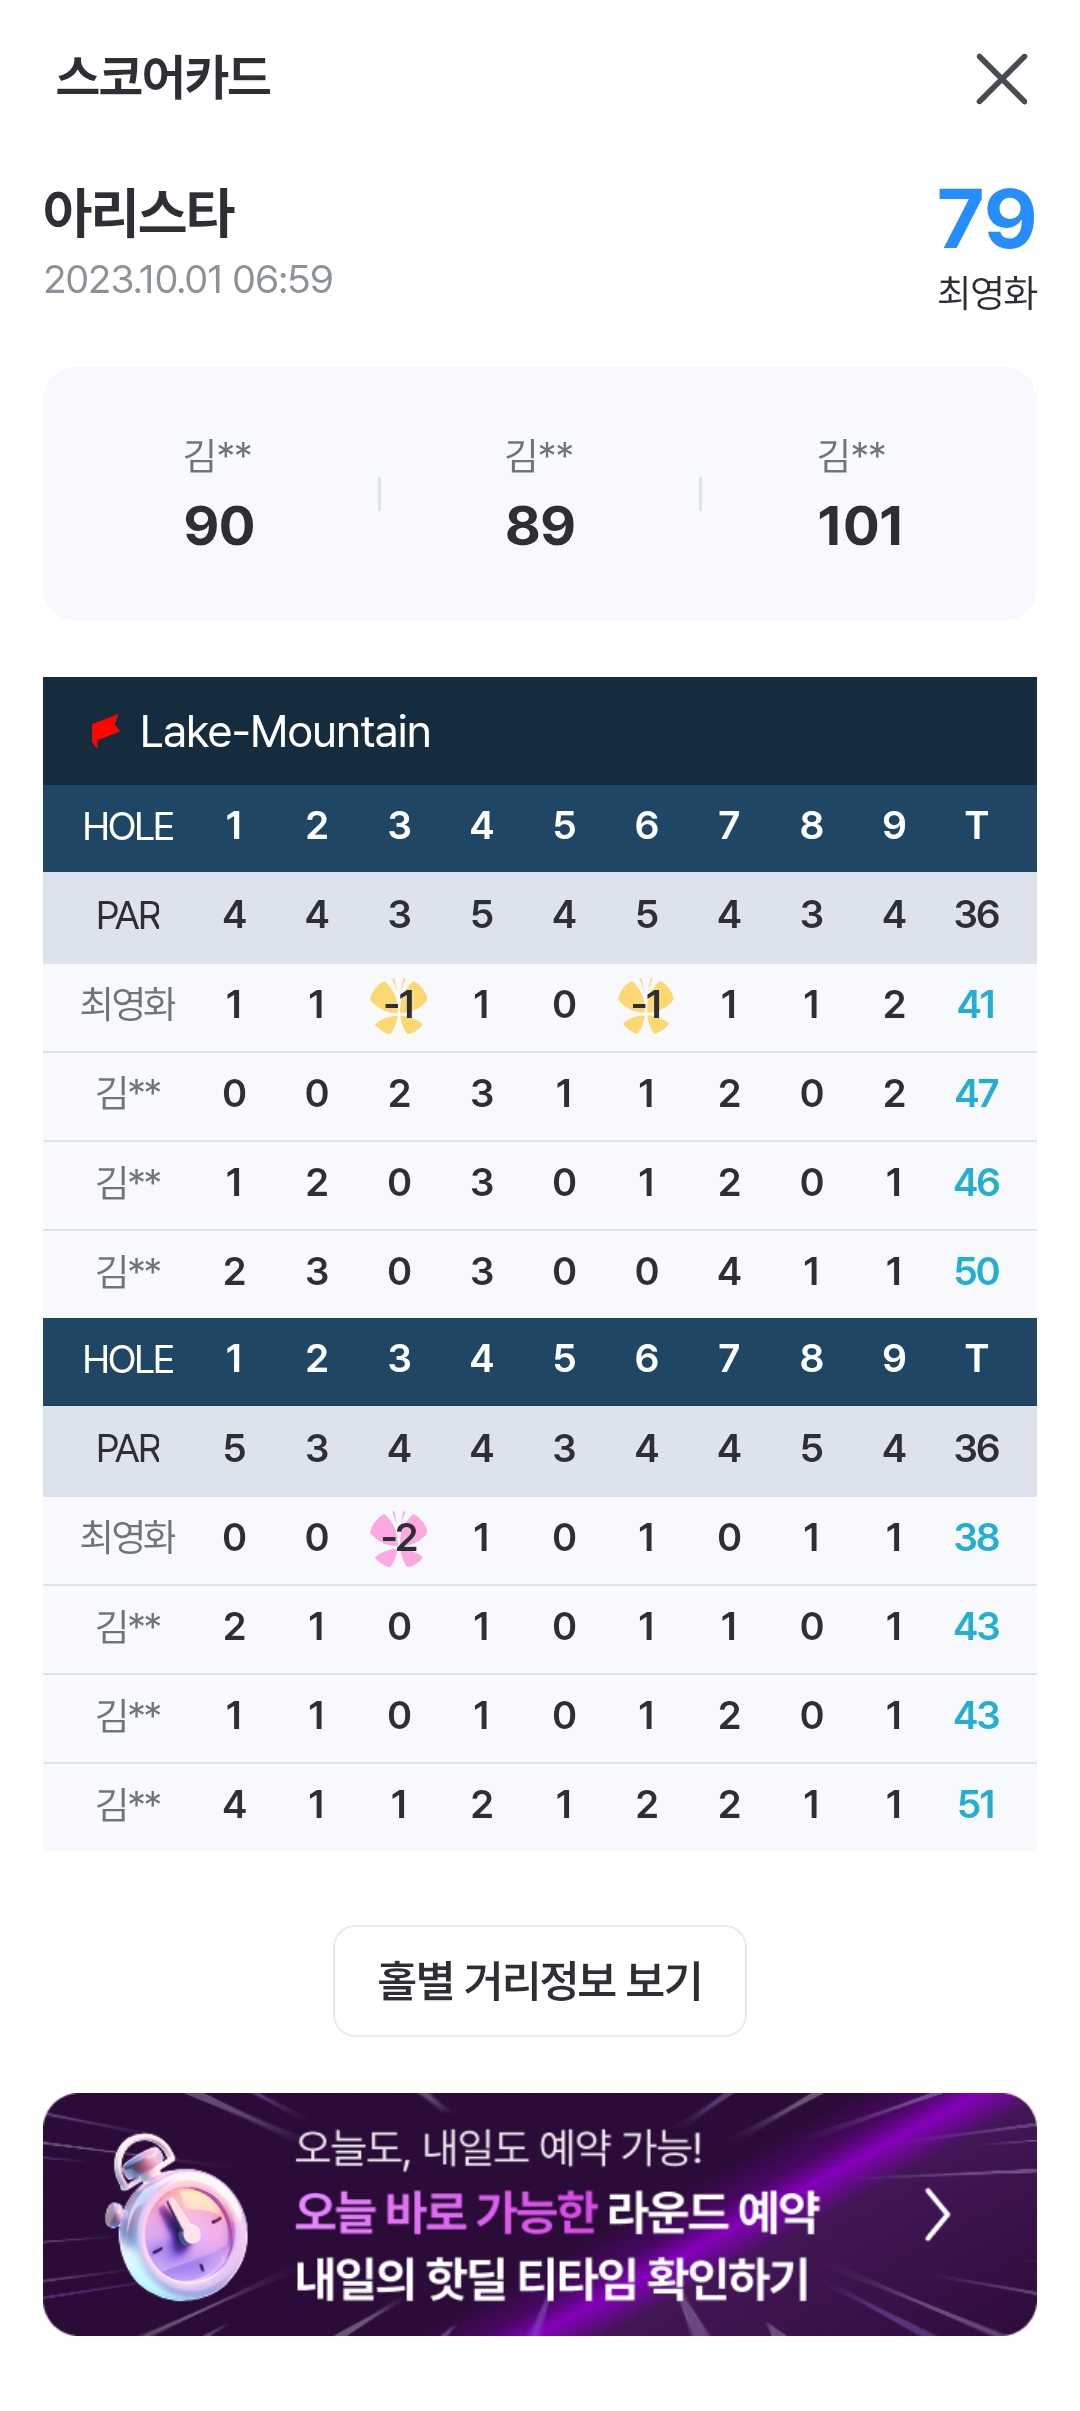 스코어카드
아리스타
79
2023.10.01 06:59
최영화
김** 김** 김**
90 89 101
Lake-Mountain
HOLE 1 2 3 4 5 6 7 8 9 T
PAR 4 4 3 5 4 5 4 3 4 36
최영화 1 1 -1 1 0 -1 1 1 2 41
김** 0 0 2 3 1 1 2 0 2 47
김** 1 2 0 3 0 1 2 0 1 46
김** 2 3 0 3 0 0 4 1 1 50
HOLE 1 2 3 4 5 6 7 8 9 T
PAR 5 3 4 4 3 4 4 5 4 36
최영화 0 0 -2 1 0 1 0 1 1 38
김** 2 1 0 1 0 1 1 0 1 43
김** 1 1 0 1 0 1 2 0 1 43
김** 4 1 1 2 1 2 2 1 1 51
홀별 거리정보 보기
오늘도, 내일도 예약 가능!
오늘 바로 가능한 라운드 예약
내일의 핫딜 티타임 확인하기